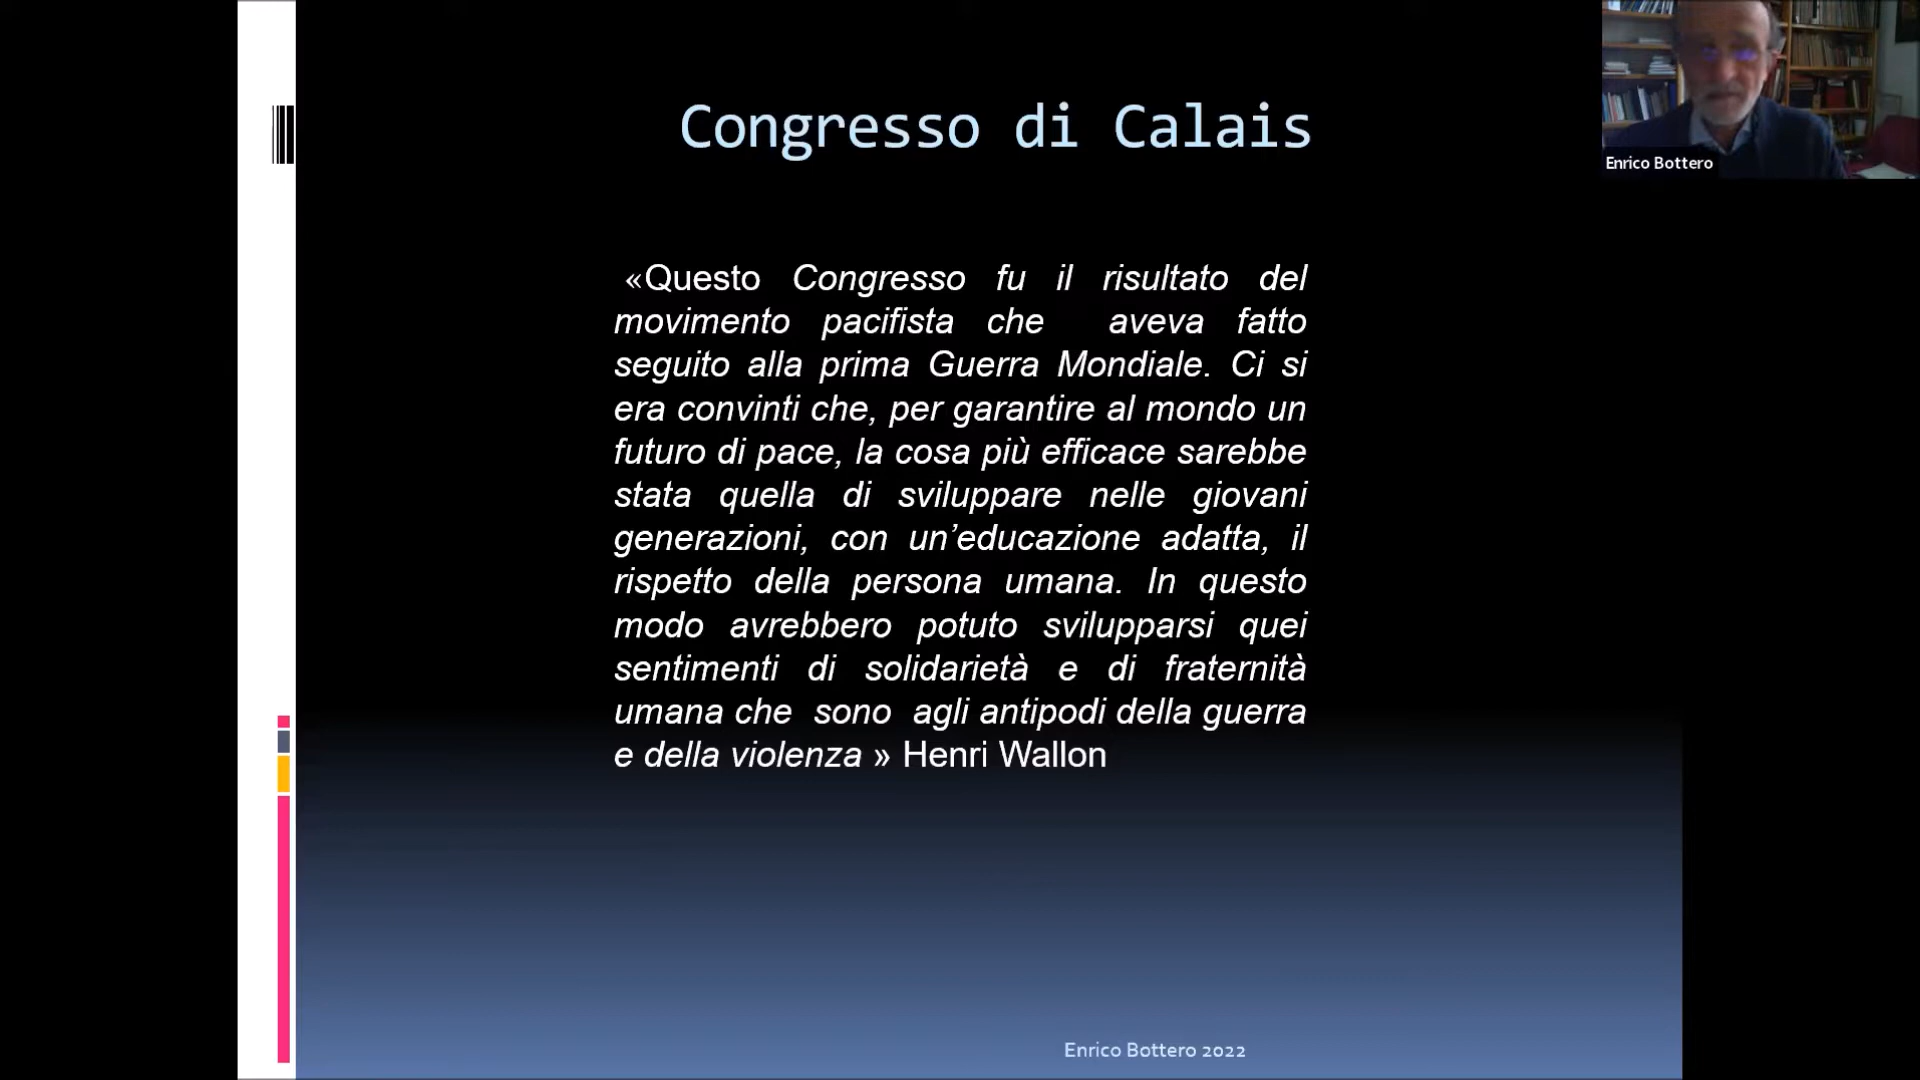 Congresso di Calais
Enrico Bottero
«Questo Congresso fu il risultato del
movimento pacifista che aveva fatto
seguito alla prima Guerra Mondiale. Ci si
era convinti che, per garantire al mondo un
futuro di pace, la cosa più efficace sarebbe
stata quella di sviluppare nelle giovani
generazioni, con un’educazione adatta, il
rispetto della persona umana. In questo
modo avrebbero potuto svilupparsi quei
sentimenti di solidarietà e di fraternità
umana che sono agli antipodi della guerra
e della violenza » Henri Wallon
Enrico Bottero 2022